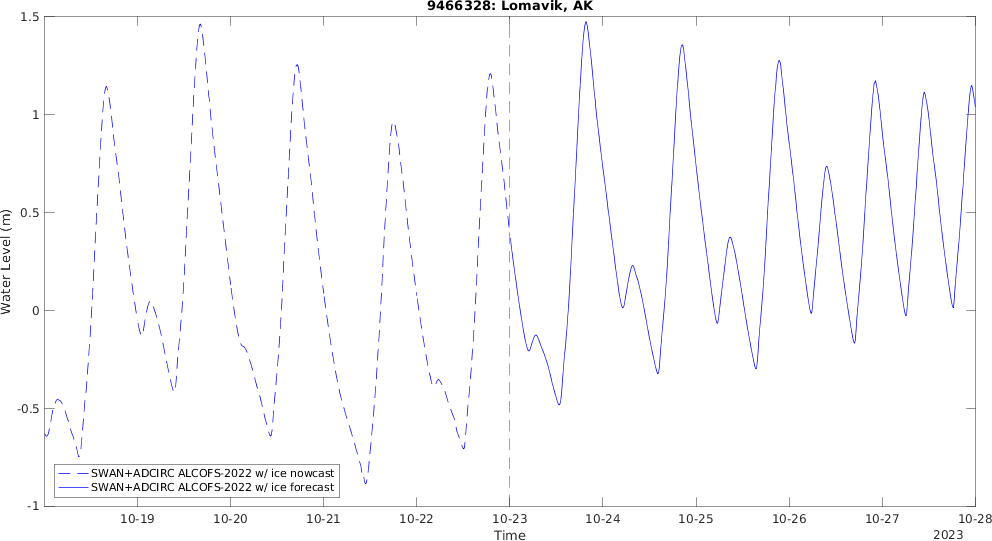 9466328: Lomavik, AK
1.5
1
0.5
0
-0.5
-1
Water Level (m)
SWAN+ADCIRC ALCOFS-2022 w/ ice nowcast
SWAN+ADCIRC ALCOFS-2022 w/ ice forecast
10-19 10-20 10-21 10-22 10-23 10-24 10-25 10-26 10-27 10-28
Time
2023